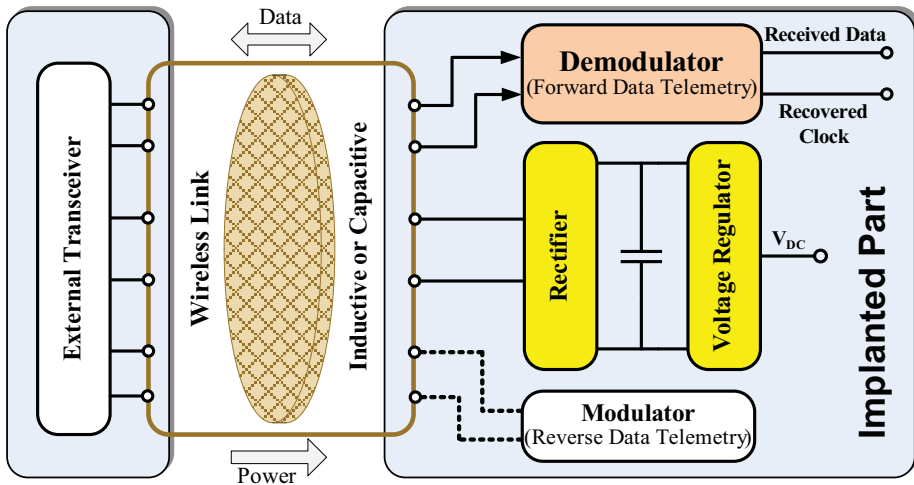 Data
External Transceiver
Wireless Link
Inductive or Capacitive
Power
Demodulator
(Forward Data Telemetry)
Received Data
Recovered
Clock
Rectifier
Voltage Regulator
VDC
Modulator
(Reverse Data Telemetry)
Implanted Part